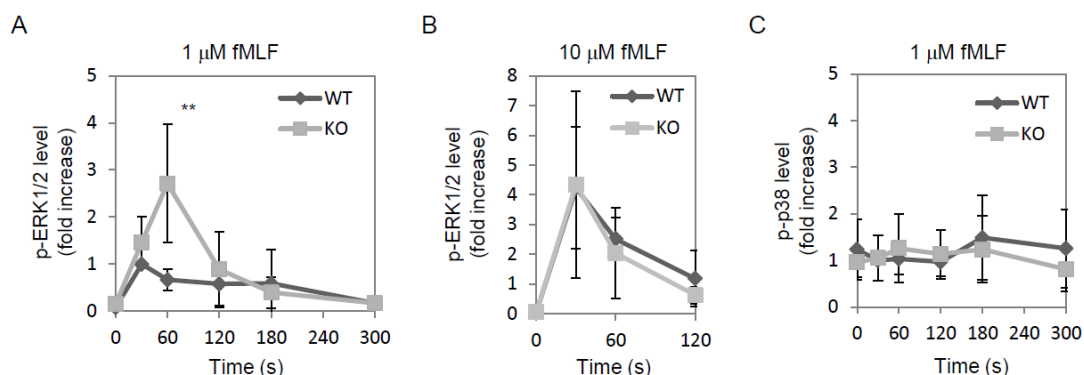 A
1 μM fMLF
p-ERK1/2 level
(fold increase)
5
4
3
2
1
0
**
WT
KO
0 60 120 180 240 300
Time (s)
B
10 μM fMLF
p-ERK1/2 level
(fold increase)
8
7
6
5
4
3
2
1
0
WT
KO
0 30 60 90 120
Time (s)
C
1 μM fMLF
p-p38 level
(fold increase)
5
4
3
2
1
0
WT
KO
0 60 120 180 240 300
Time (s)